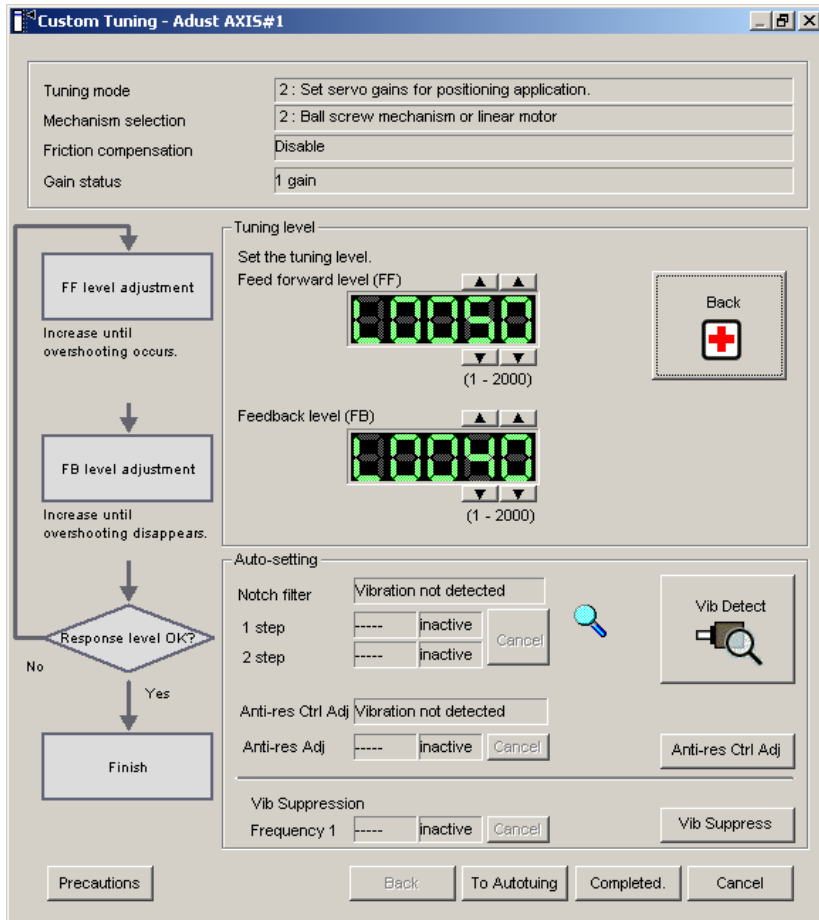 Custom Tuning - Adust AXIS#1
Tuning mode
2 : Set servo gains for positioning application.
Mechanism selection
2 : Ball screw mechanism or linear motor
Friction compensation
Disable
Gain status
1 gain
FF level adjustment
Increase until
overshooting occurs.
FB level adjustment
Increase until
overshooting disappears.
Response level OK?
No
Yes
Finish
Tuning level
Set the tuning level.
Feed forward level (FF)
L0050
(1 - 2000)
Back
Feedback level (FB)
L0040
(1 - 2000)
Auto-setting
Notch filter
Vibration not detected
1 step
-----
inactive
Cancel
2 step
-----
inactive
Vib Detect
Anti-res Ctrl Adj
Vibration not detected
Anti-res Adj
-----
inactive
Cancel
Anti-res Ctrl Adj
Vib Suppression
Frequency 1
-----
inactive
Cancel
Vib Suppress
Precautions
Back
To Autotuing
Completed.
Cancel